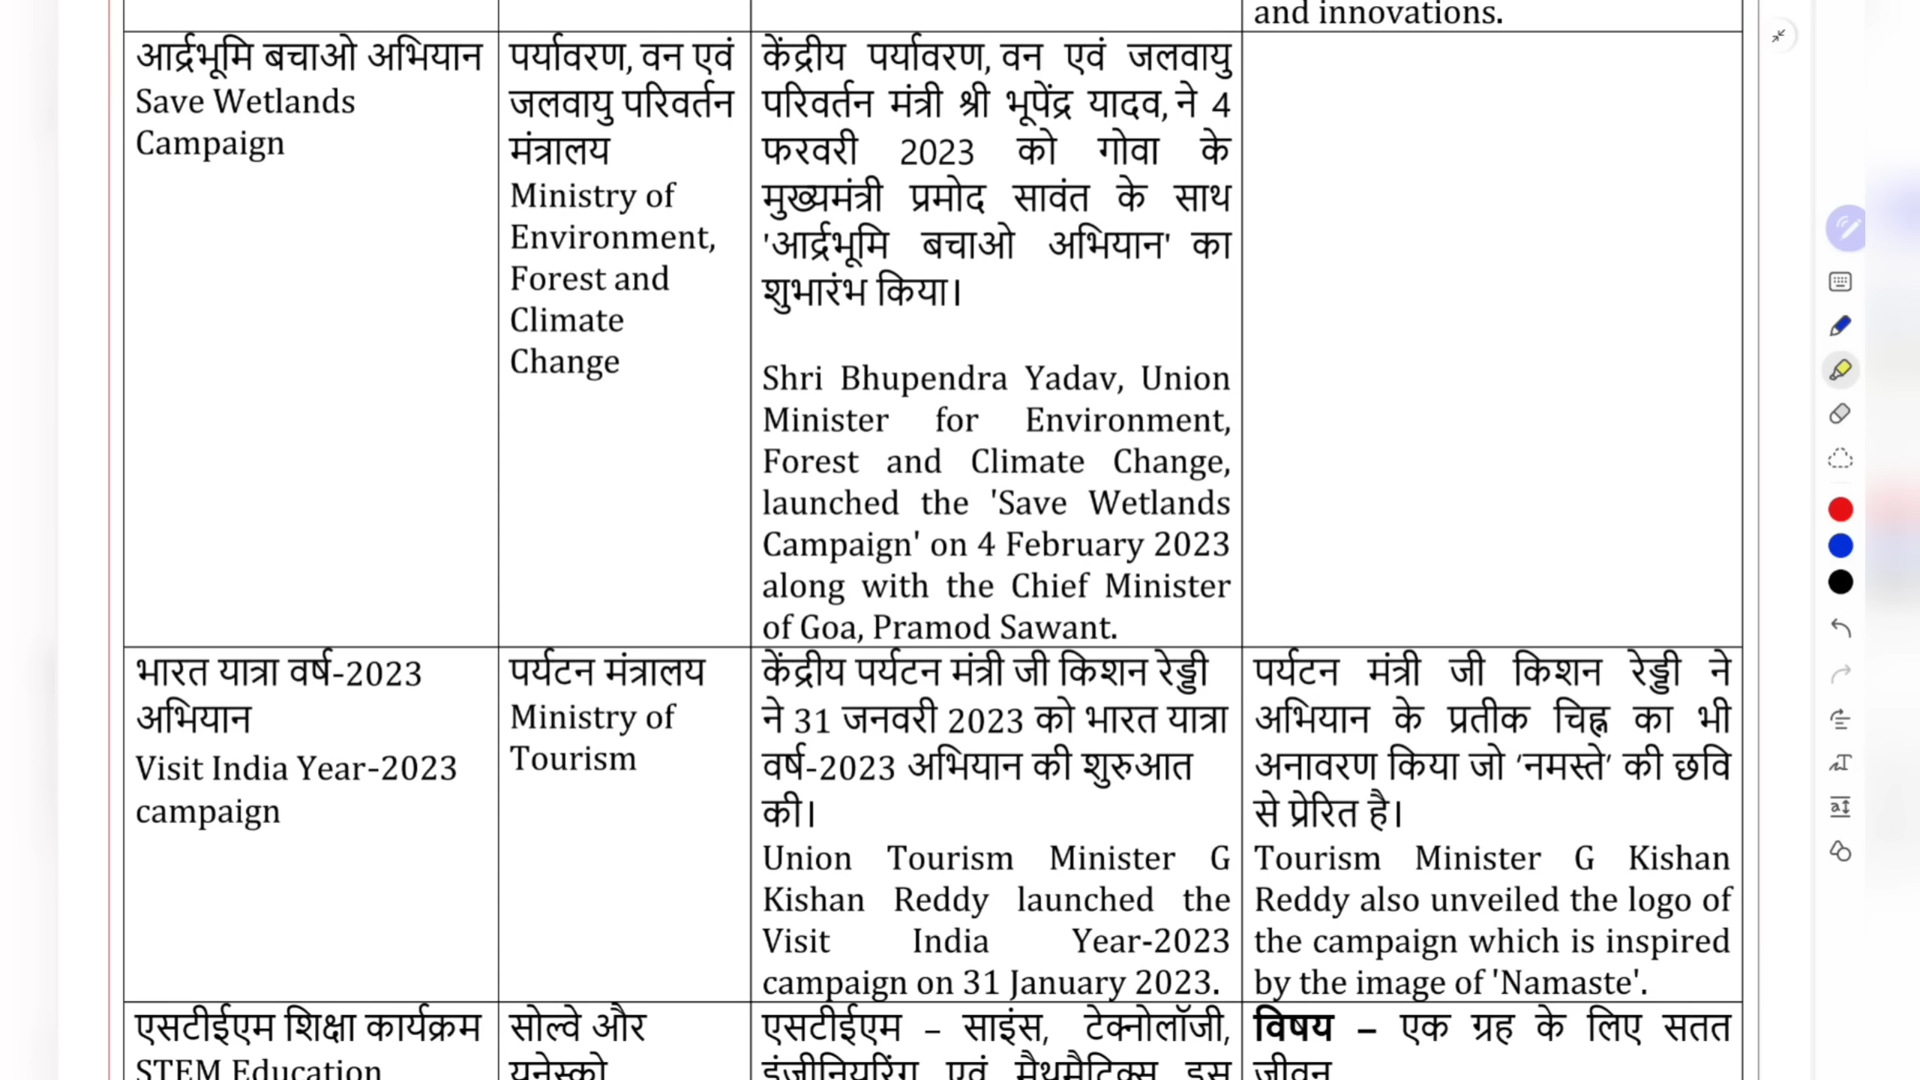 and innovations.
आर्द्रभूमि बचाओ अभियान
Save Wetlands
Campaign
पर्यावरण, वन एवं
जलवायु परिवर्तन
मंत्रालय
Ministry of
Environment,
Forest and
Climate
Change
केंद्रीय पर्यावरण, वन एवं जलवायु
परिवर्तन मंत्री श्री भूपेंद्र यादव, ने 4
फरवरी 2023 को गोवा के
मुख्यमंत्री प्रमोद सावंत के साथ
'आर्द्रभूमि बचाओ अभियान' का
शुभारंभ किया।
Shri Bhupendra Yadav, Union
Minister for Environment,
Forest and Climate Change,
launched the 'Save Wetlands
Campaign' on 4 February 2023
along with the Chief Minister
of Goa, Pramod Sawant.
भारत यात्रा वर्ष-2023
अभियान
Visit India Year-2023
campaign
पर्यटन मंत्रालय
Ministry of
Tourism
केंद्रीय पर्यटन मंत्री जी किशन रेड्डी
ने 31 जनवरी 2023 को भारत यात्रा
वर्ष-2023 अभियान की शुरुआत
की।
Union Tourism Minister G
Kishan Reddy launched the
Visit India Year-2023
campaign on 31 January 2023.
पर्यटन मंत्री जी किशन रेड्डी ने
अभियान के प्रतीक चिह्न का भी
अनावरण किया जो ‘नमस्ते’ की छवि
से प्रेरित है।
Tourism Minister G Kishan
Reddy also unveiled the logo of
the campaign which is inspired
by the image of 'Namaste'.
एसटीईएम शिक्षा कार्यक्रम
STEM Education
सोल्वे और
यूनेस्को
एसटीईएम – साइंस, टेक्नोलॉजी,
इंजीनियरिंग एवं मैथमैटिक्स इस
विषय – एक ग्रह के लिए सतत
जीवन